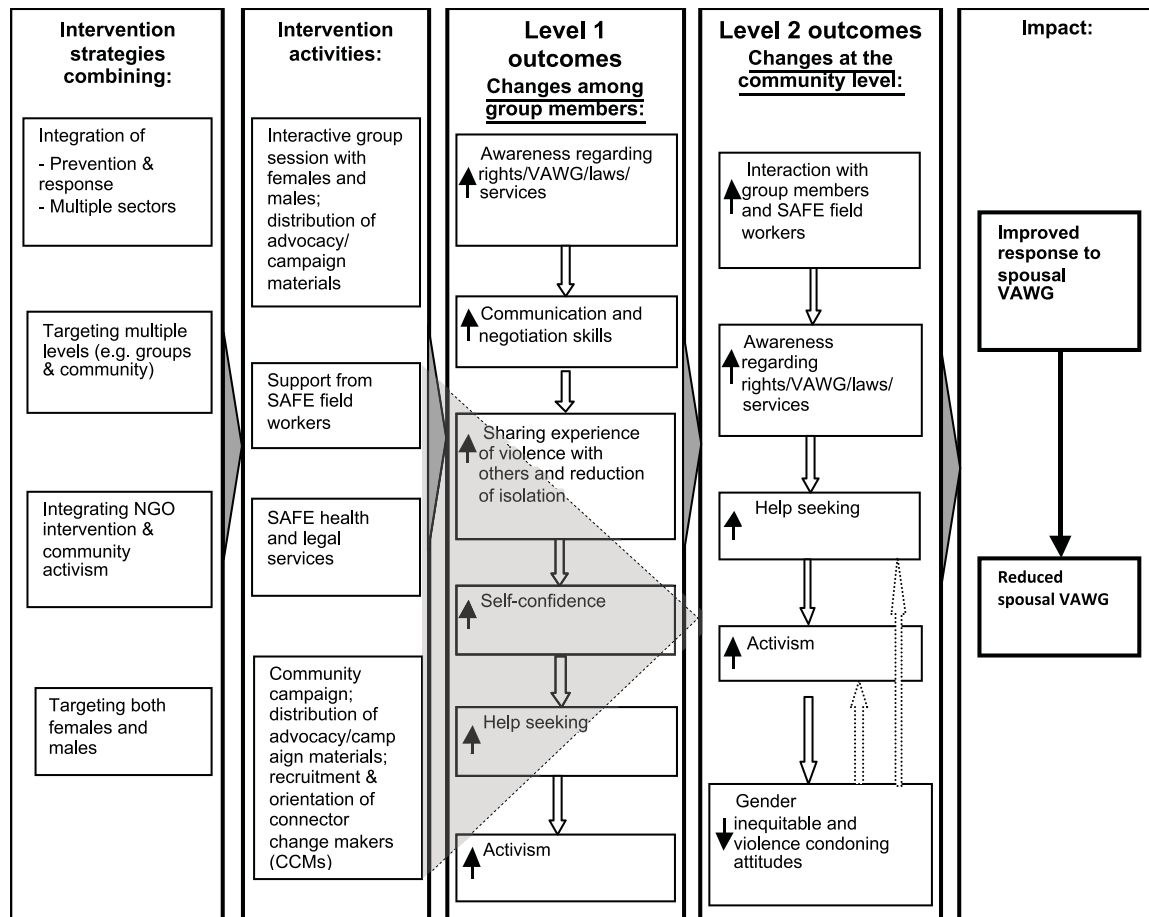 Intervention
strategies
combining:
Integration of
- Prevention &
response
- Multiple sectors
Targeting multiple
levels (e.g. groups
& community)
Integrating NGO
intervention &
community
activism
Targeting both
females and
males
Intervention
activities:
Interactive group
session with
females and
males;
distribution of
advocacy/
campaign
materials
Support from
SAFE field
workers
SAFE health
and legal
services
Community
campaign;
distribution of
advocacy/camp
aign materials;
recruitment &
orientation of
connector
change makers
(CCMs)
Level 1
outcomes
Changes among
group members:
Awareness regarding
rights/VAWG/laws/
services
Communication and
negotiation skills
Sharing experience
of violence with
others and reduction
of isolation
Self-confidence
Help seeking
Activism
Level 2 outcomes
Changes at the
community level:
Interaction with
group members
and SAFE field
workers
Awareness
regarding
rights/VAWG/laws/
services
Help seeking
Activism
Gender
inequitable and
violence condoning
attitudes
Impact:
Improved
response to
spousal
VAWG
Reduced
spousal VAWG